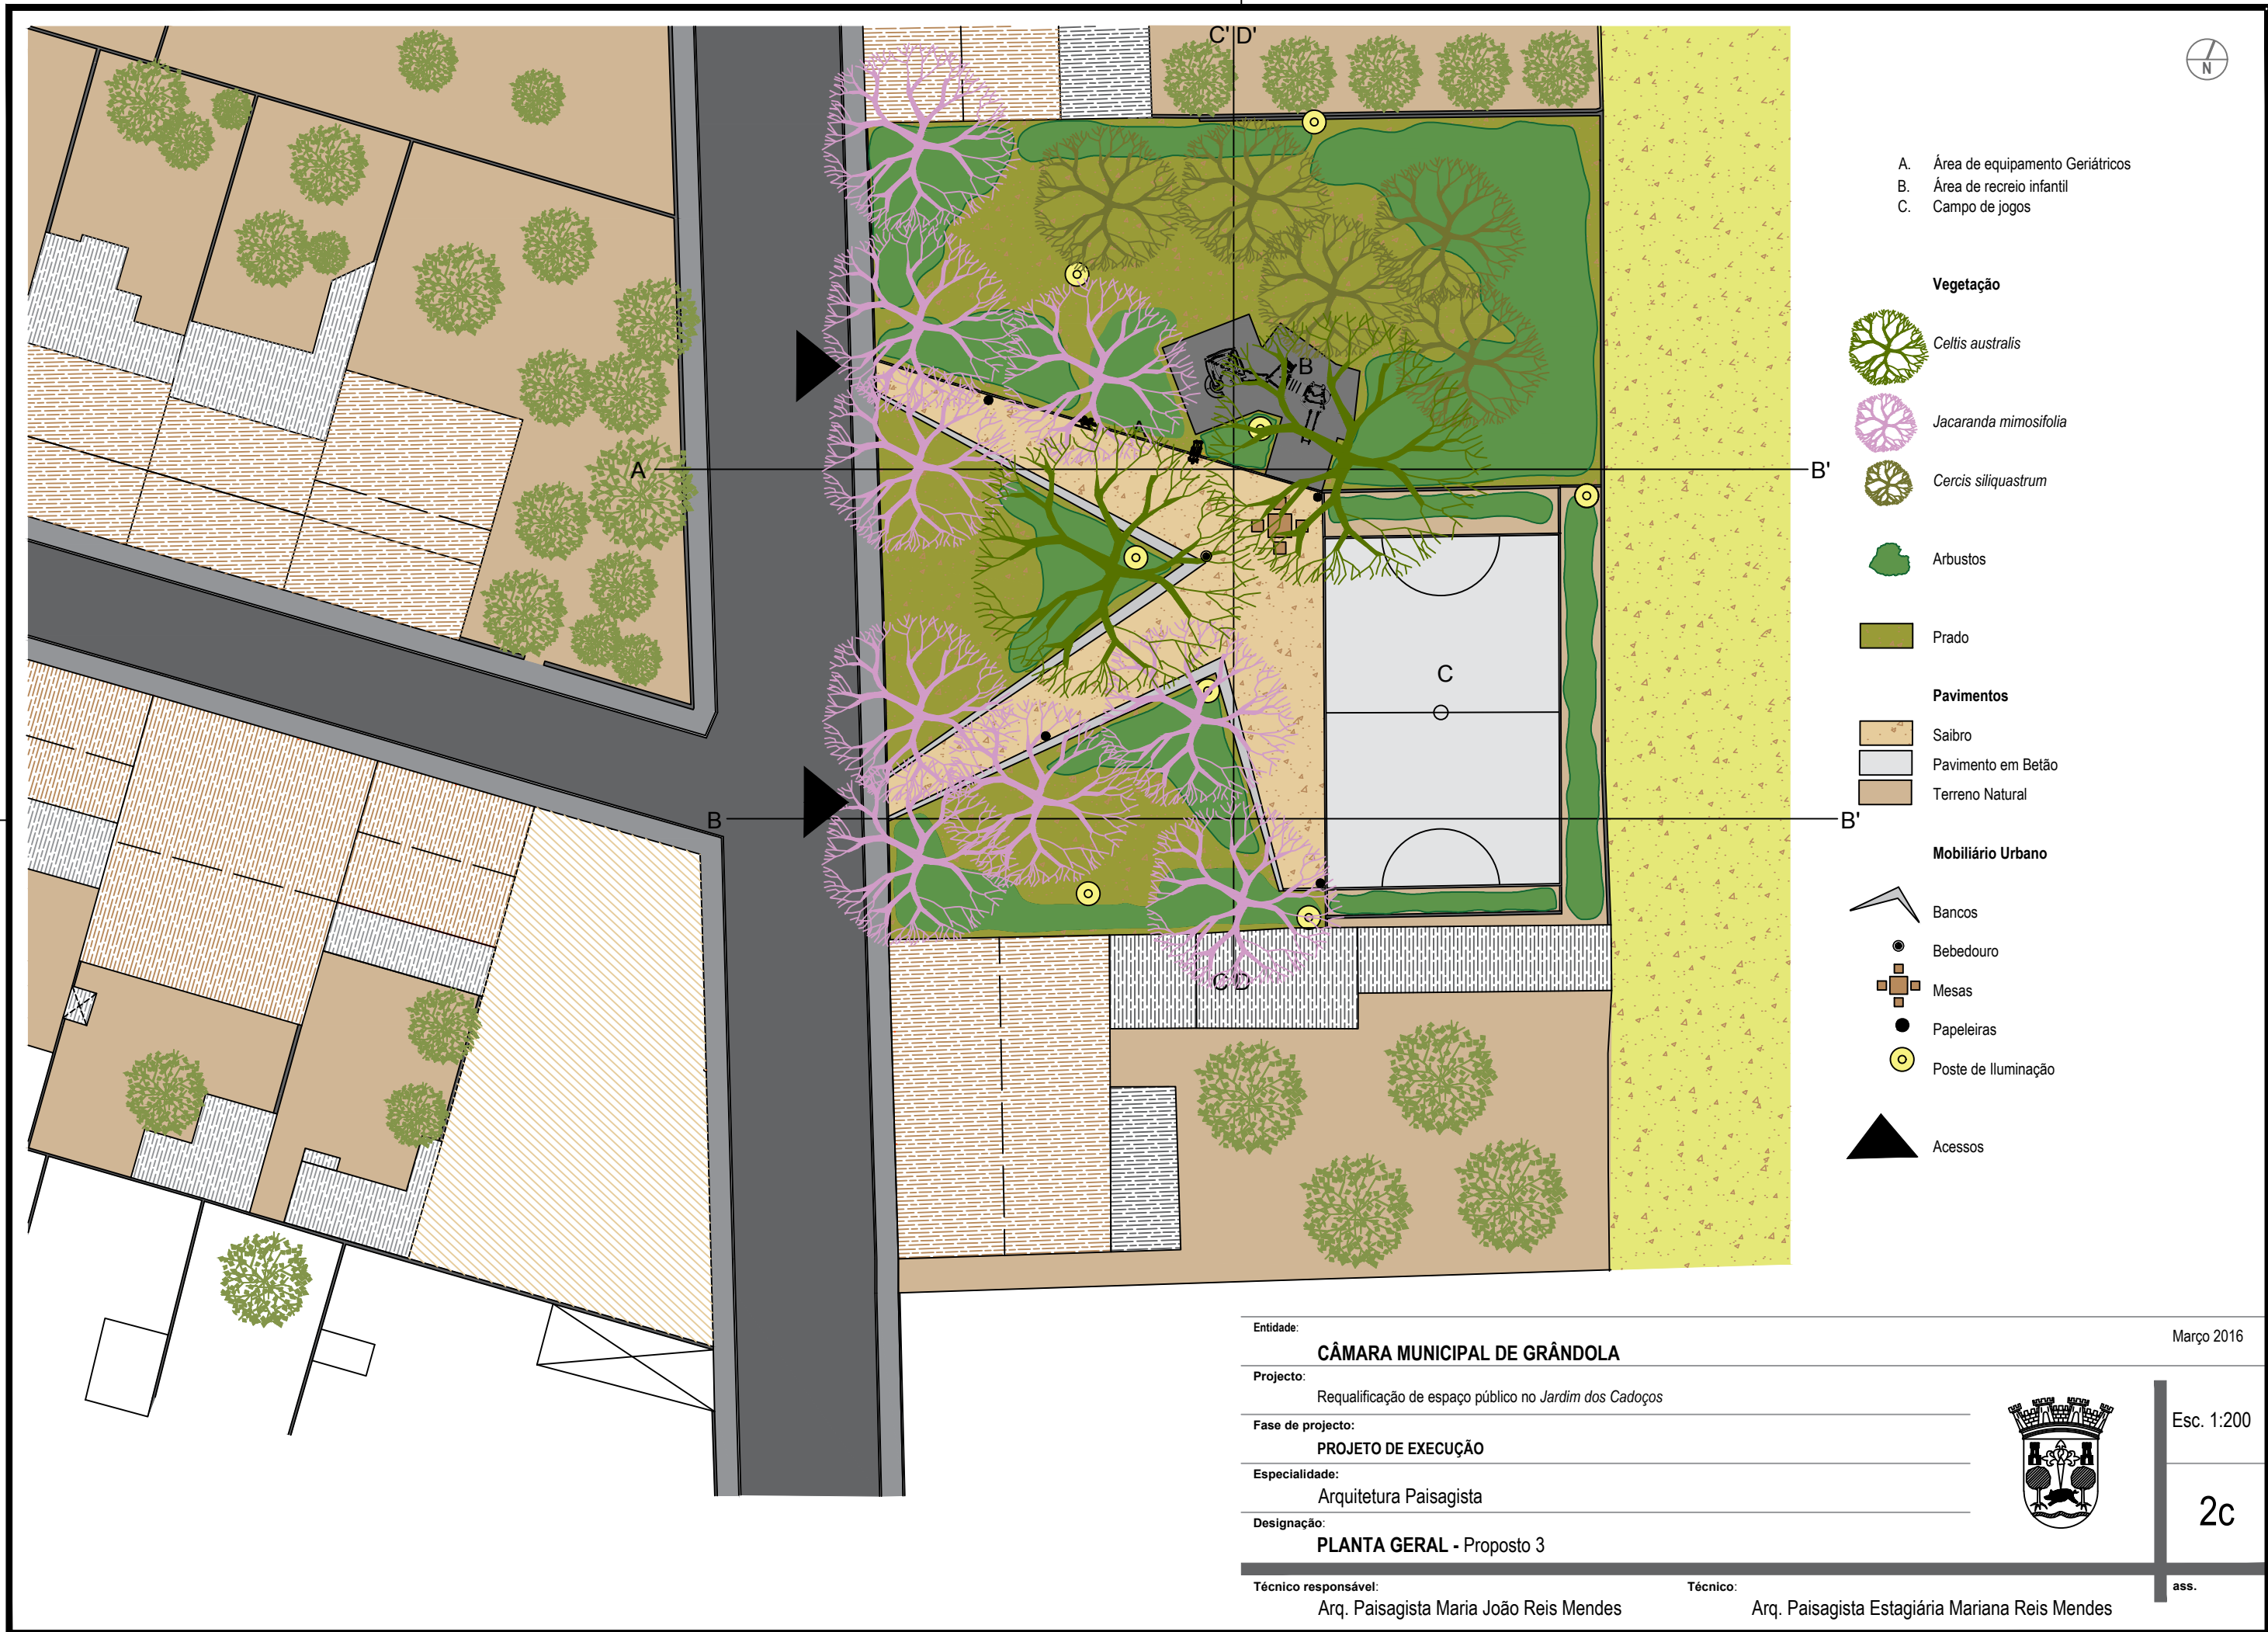 C' D'
N
A. Área de equipamento Geriátricos
B. Área de recreio infantil
C. Campo de jogos
Vegetação
Celtis australis
Jacaranda mimosifolia
Cercis siliquastrum
Arbustos
Prado
Pavimentos
Saibro
Pavimento em Betão
Terreno Natural
Mobiliário Urbano
Bancos
Bebedouro
Mesas
Papeleiras
Poste de Iluminação
Acessos
B
A
A B'
C
B B'
C D
Entidade:
CÂMARA MUNICIPAL DE GRÂNDOLA
Março 2016
Projecto:
Requalificação de espaço público no Jardim dos Cadoços
Fase de projecto:
PROJETO DE EXECUÇÃO
Esc. 1:200
Especialidade:
Arquitetura Paisagista
2c
Designação:
PLANTA GERAL - Proposto 3
Técnico responsável:
Arq. Paisagista Maria João Reis Mendes
Técnico:
Arq. Paisagista Estagiária Mariana Reis Mendes
ass.